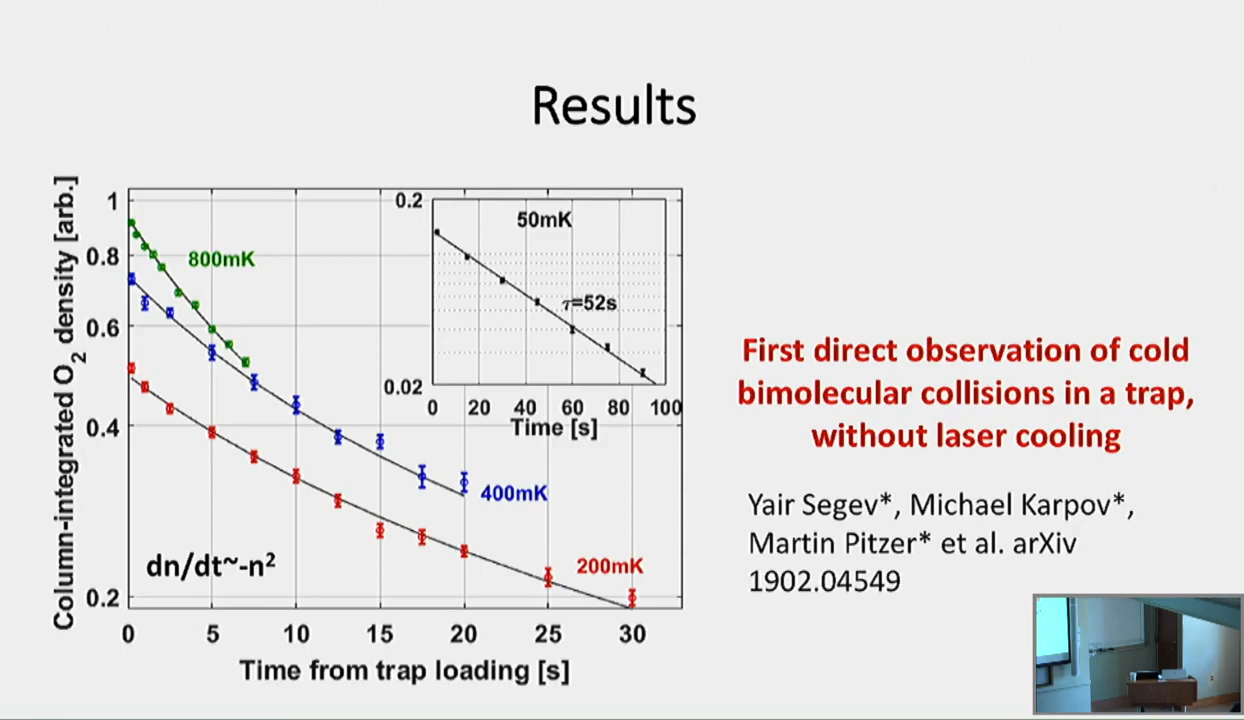 Results
Column-integrated O₂ density [arb.]
1
0.8
0.6
0.4
0.2
800mK
400mK
200mK
dn/dt~-n²
0 5 10 15 20 25 30
Time from trap loading [s]
0.2
0.02
50mK
τ=52s
0 20 40 60 80 100
Time [s]
First direct observation of cold
bimolecular collisions in a trap,
without laser cooling
Yair Segev*, Michael Karpov*,
Martin Pitzer* et al. arXiv
1902.04549